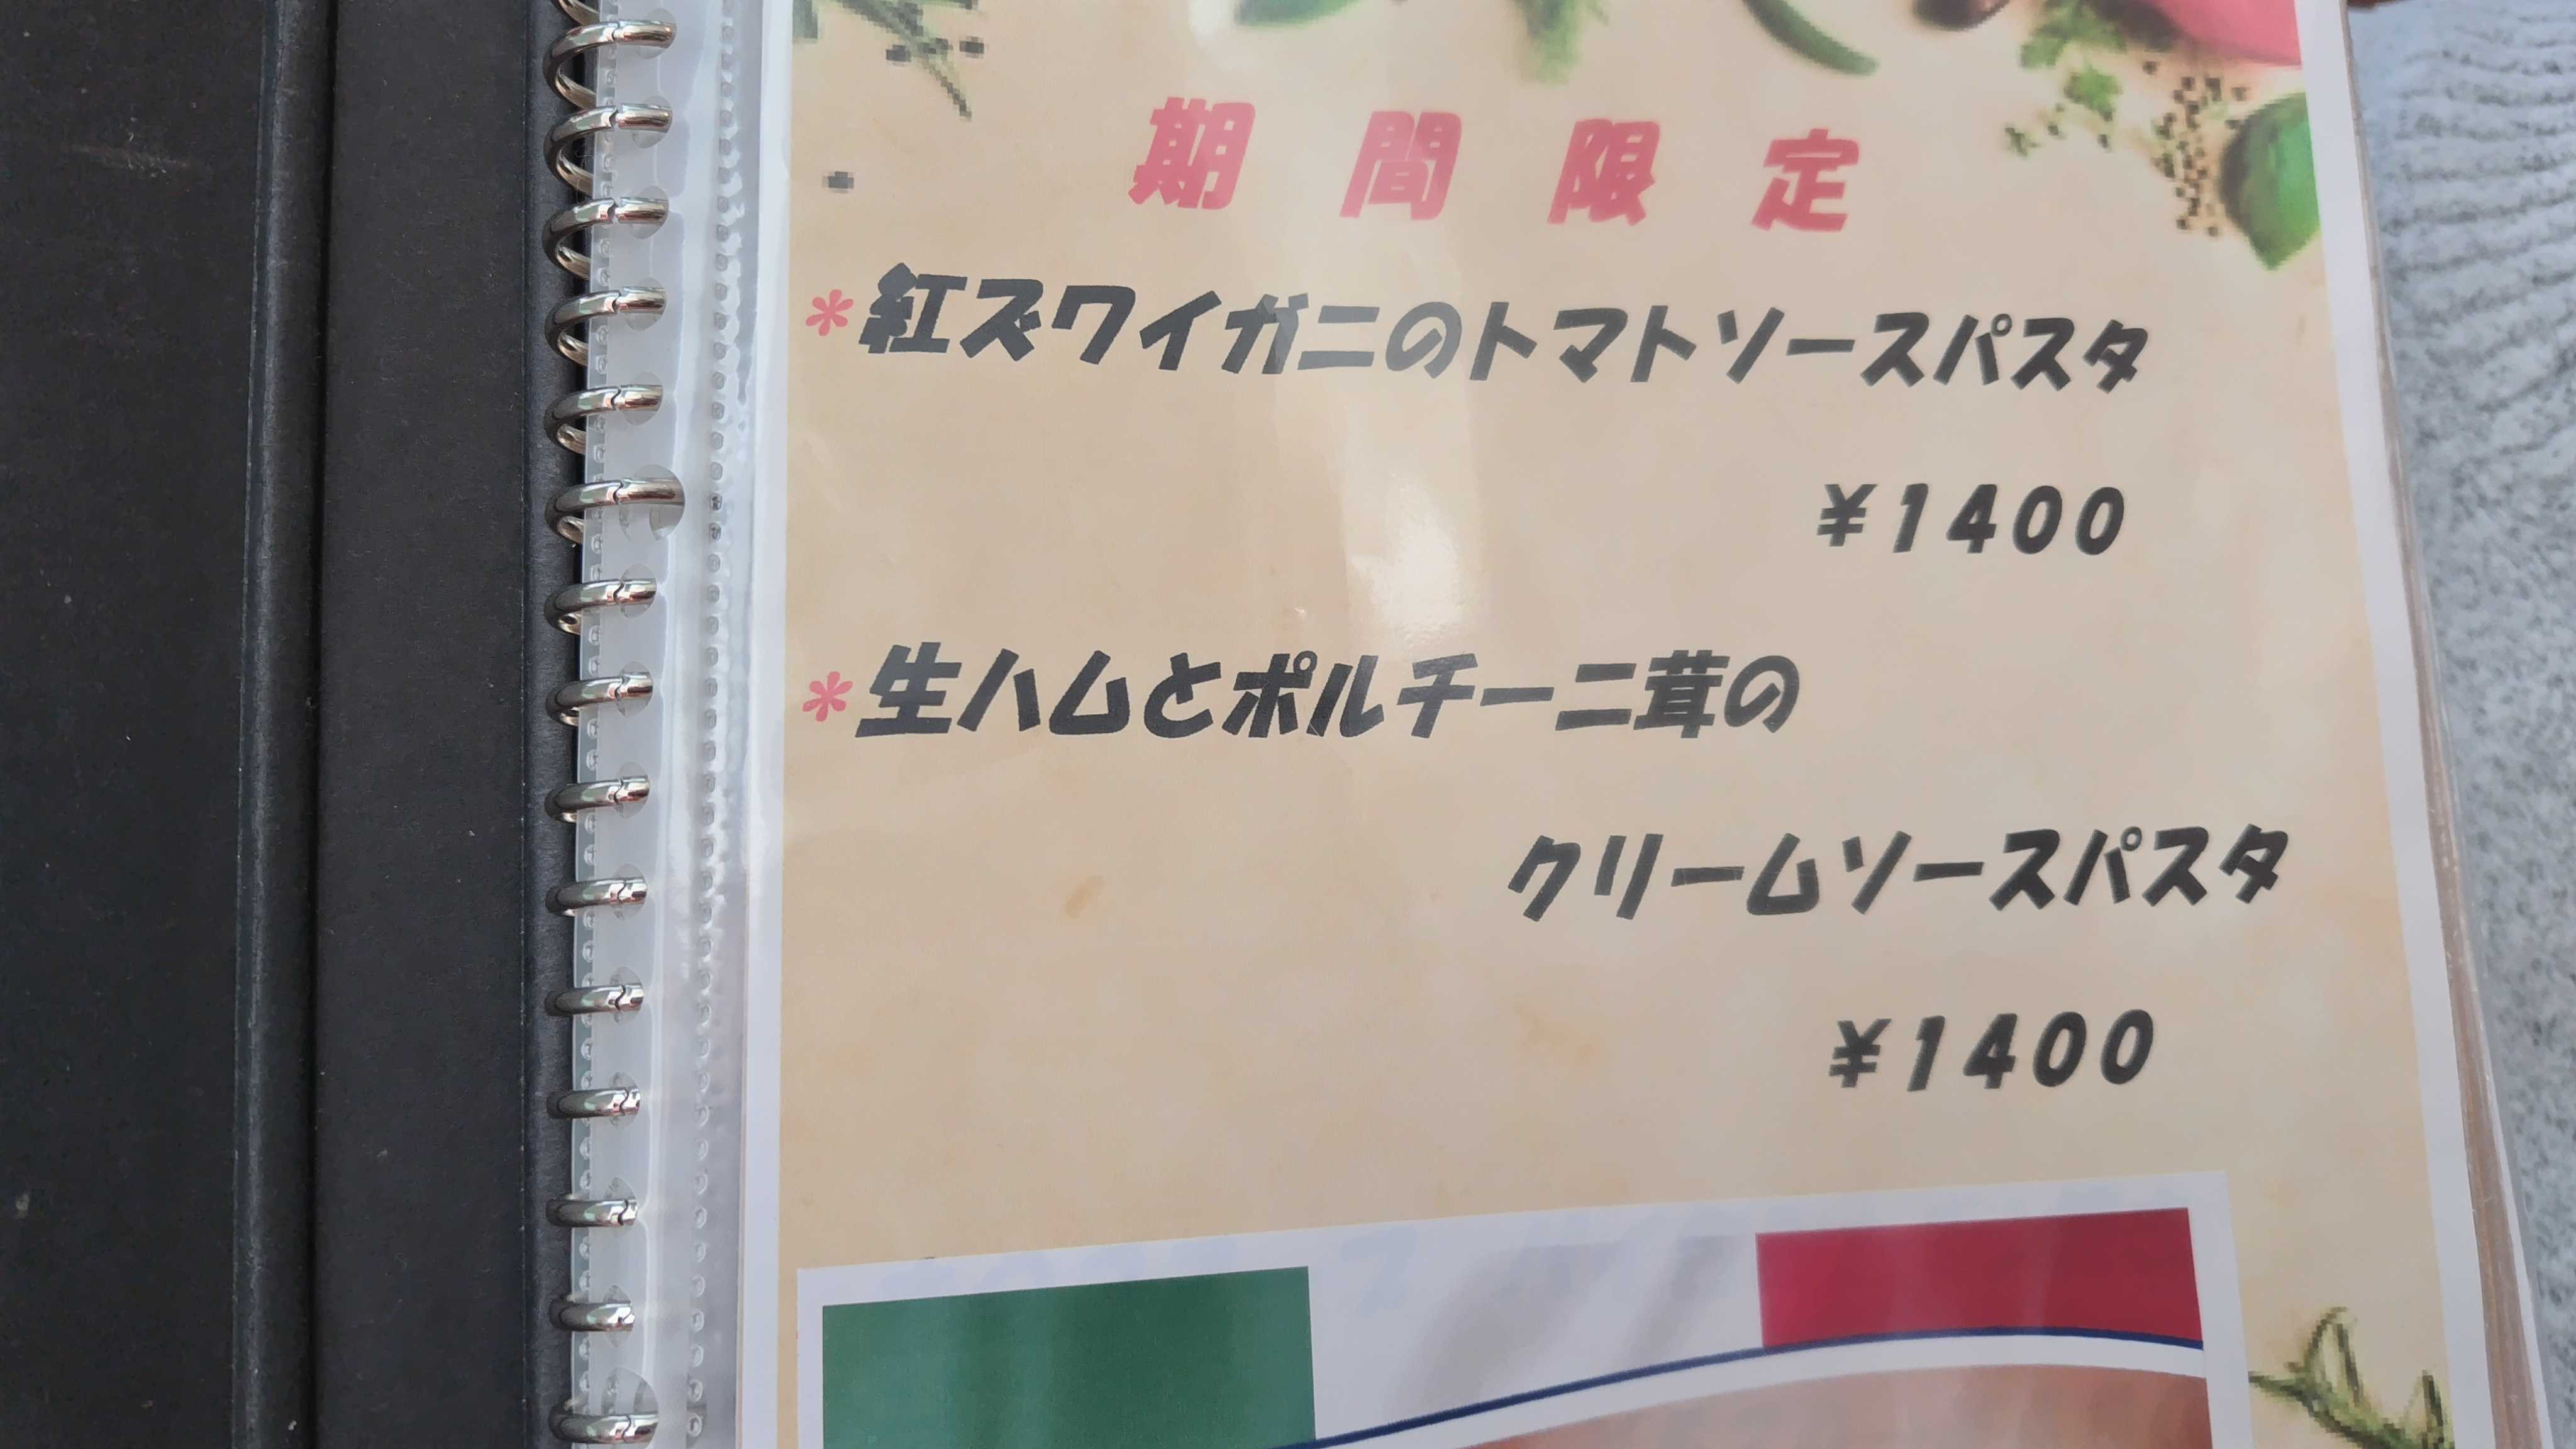 期間限定
*紅ズワイガニのトマトソースパスタ
¥1400
*生ハムとポルチーニ茸の
クリームソースパスタ
¥1400